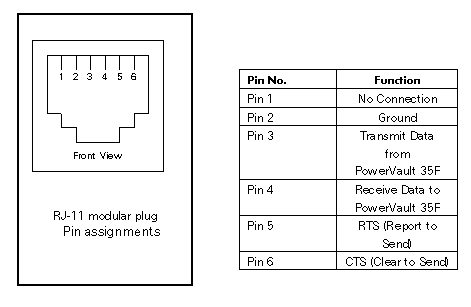 1 2 3 4 5 6
Front View
RJ-11 modular plug
Pin assignments
Pin No. Function
Pin 1 No Connection
Pin 2 Ground
Pin 3 Transmit Data
from
PowerVault 35F
Pin 4 Receive Data to
PowerVault 35F
Pin 5 RTS (Report to
Send)
Pin 6 CTS (Clear to Send)